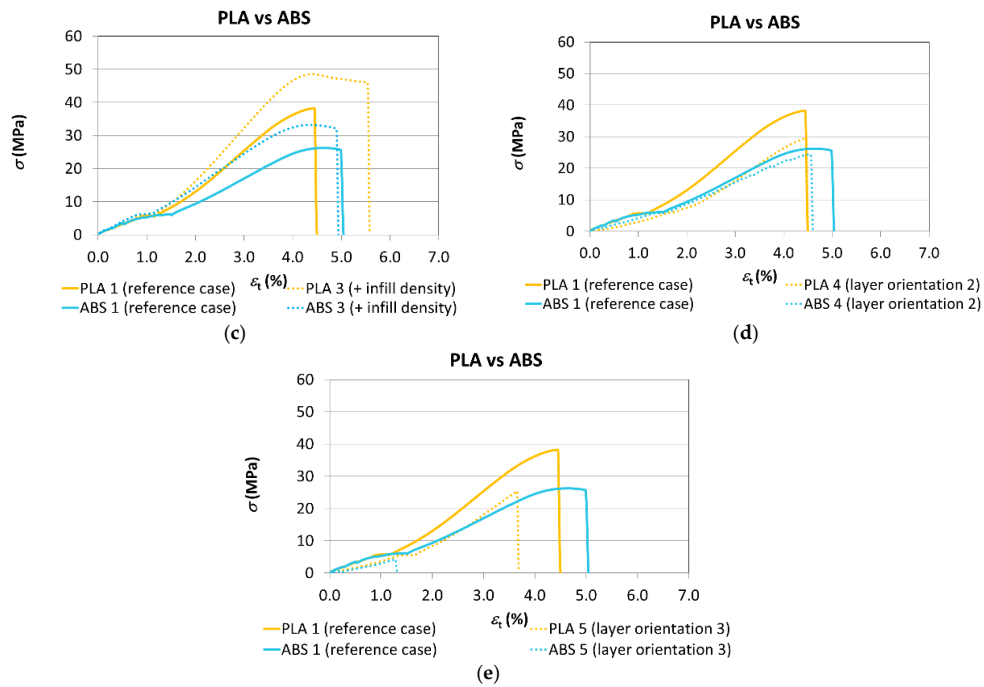 PLA vs ABS
60
50
40
30
20
10
0
σ (MPa)
0.0 1.0 2.0 3.0 4.0 5.0 6.0 7.0
εt (%)
PLA 1 (reference case) PLA 3 (+ infill density)
ABS 1 (reference case) ABS 3 (+ infill density)
(c)
PLA vs ABS
60
50
40
30
20
10
0
σ (MPa)
0.0 1.0 2.0 3.0 4.0 5.0 6.0 7.0
εt (%)
PLA 1 (reference case) PLA 4 (layer orientation 2)
ABS 1 (reference case) ABS 4 (layer orientation 2)
(d)
PLA vs ABS
60
50
40
30
20
10
0
σ (MPa)
0.0 1.0 2.0 3.0 4.0 5.0 6.0 7.0
εt (%)
PLA 1 (reference case) PLA 5 (layer orientation 3)
ABS 1 (reference case) ABS 5 (layer orientation 3)
(e)